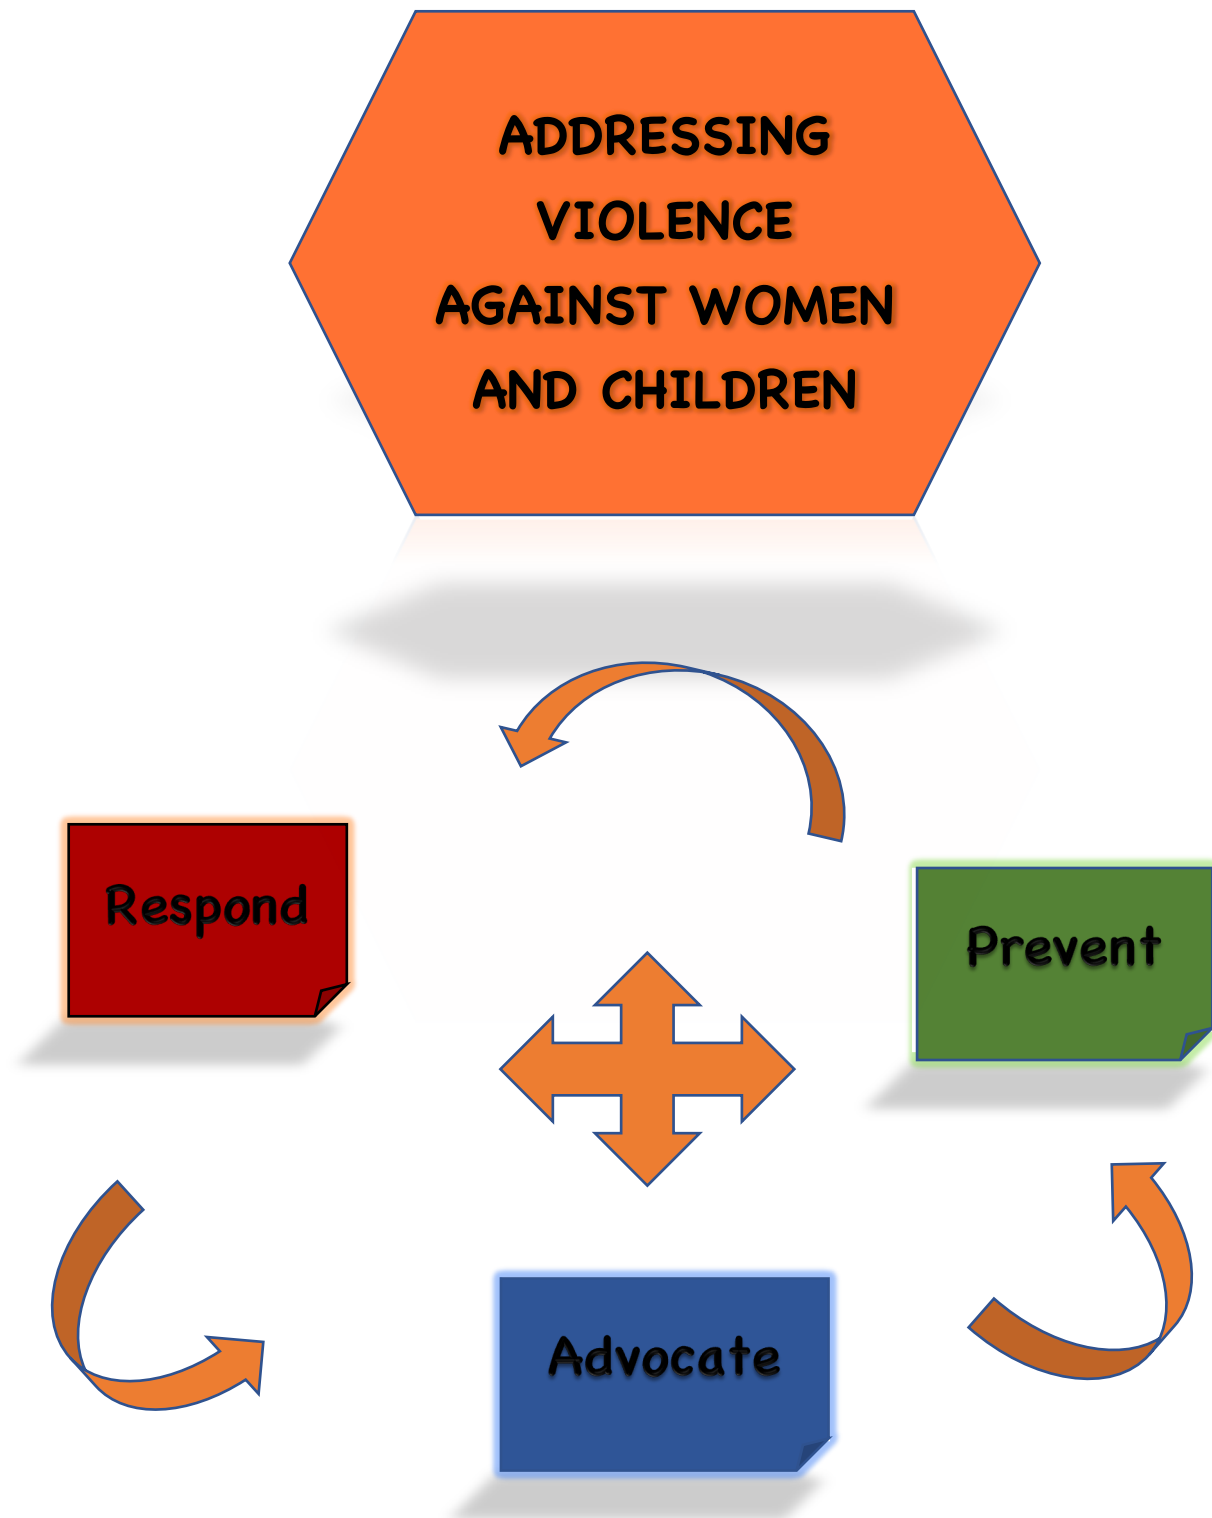 ADDRESSING
VIOLENCE
AGAINST WOMEN
AND CHILDREN
Respond
Prevent
Advocate